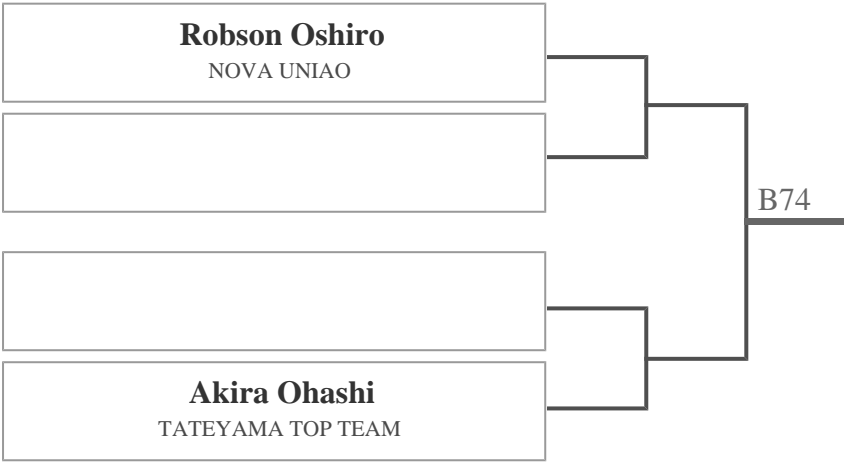 Robson Oshiro
NOVA UNIAO
B74
Akira Ohashi
TATEYAMA TOP TEAM